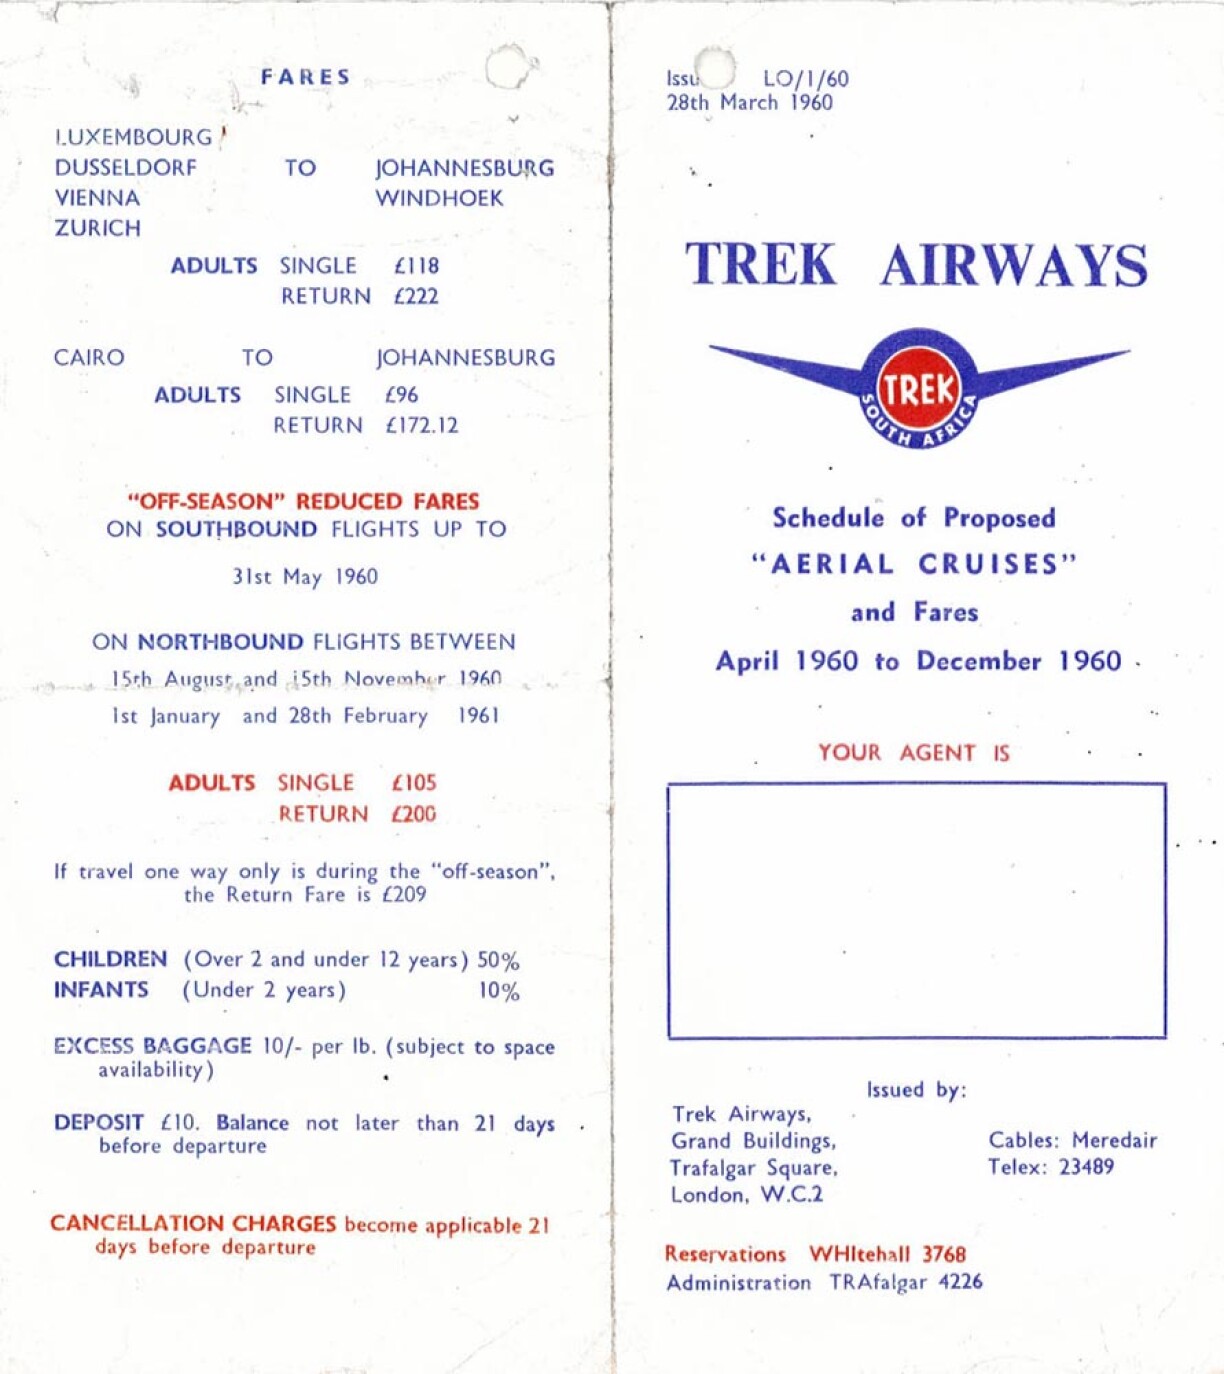 FARES
LUXEMBOURG
DUSSELDORF TO JOHANNESBURG
VIENNA WINDHOEK
ZURICH
ADULTS SINGLE £118
RETURN £222
CAIRO TO JOHANNESBURG
ADULTS SINGLE £96
RETURN £172.12
"OFF-SEASON" REDUCED FARES
ON SOUTHBOUND FLIGHTS UP TO
31st May 1960
ON NORTHBOUND FLIGHTS BETWEEN
15th August and 15th November 1960
1st January and 28th February 1961
ADULTS SINGLE £105
RETURN £200
If travel one way only is during the "off-season",
the Return Fare is £209
CHILDREN (Over 2 and under 12 years) 50%
INFANTS (Under 2 years) 10%
EXCESS BAGGAGE 10/- per lb. (subject to space
availability)
DEPOSIT £10. Balance not later than 21 days
before departure
CANCELLATION CHARGES become applicable 21
days before departure
LO/1/60
28th March 1960
TREK AIRWAYS
TREK
SOUTH AFRICA
Schedule of Proposed
"AERIAL CRUISES"
and Fares
April 1960 to December 1960
YOUR AGENT IS
Issued by:
Trek Airways,
Grand Buildings, Cables: Meredair
Trafalgar Square, Telex: 23489
London, W.C.2
Reservations WHItehall 3768
Administration TRAfalgar 4226